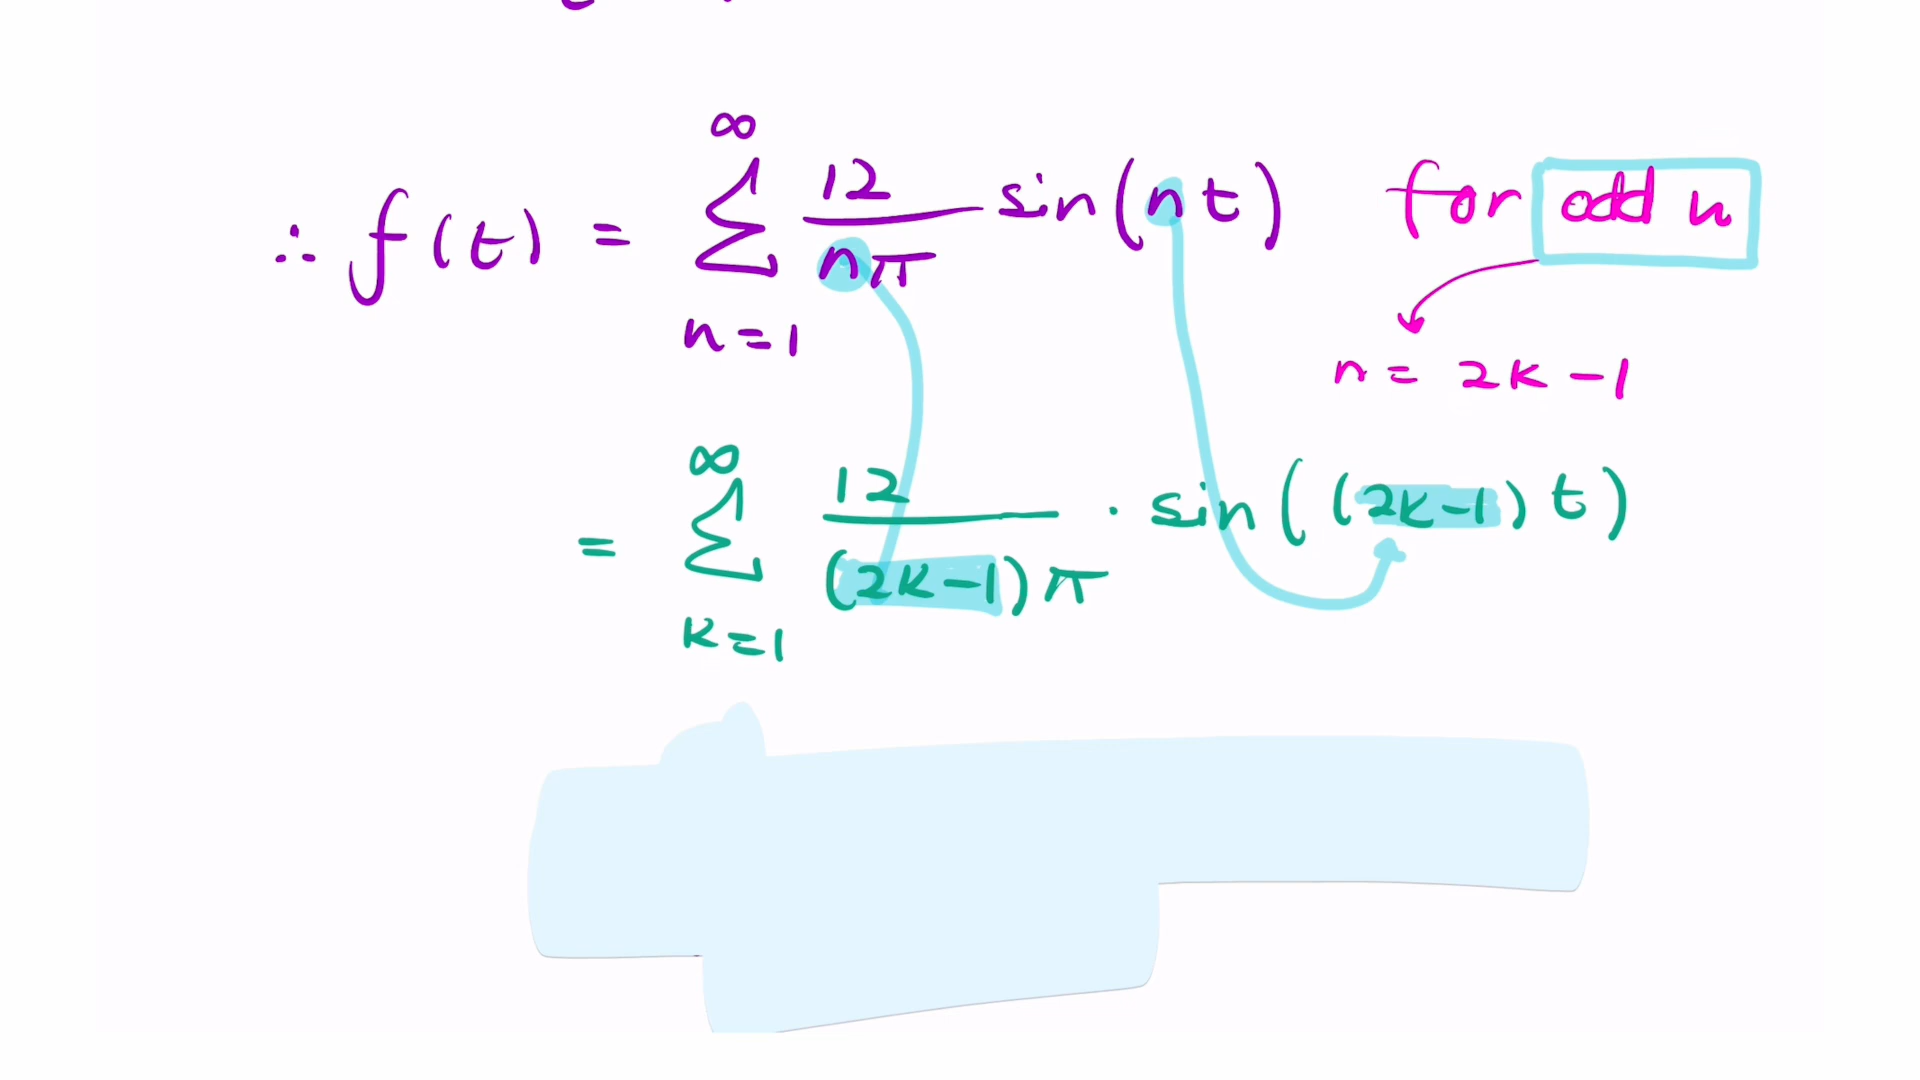 ∴ f(t) = ∞ Σ n=1 12/nπ sin(nt) for odd n
n = 2k-1
= ∞ Σ k=1 12/(2k-1)π · sin((2k-1)t)